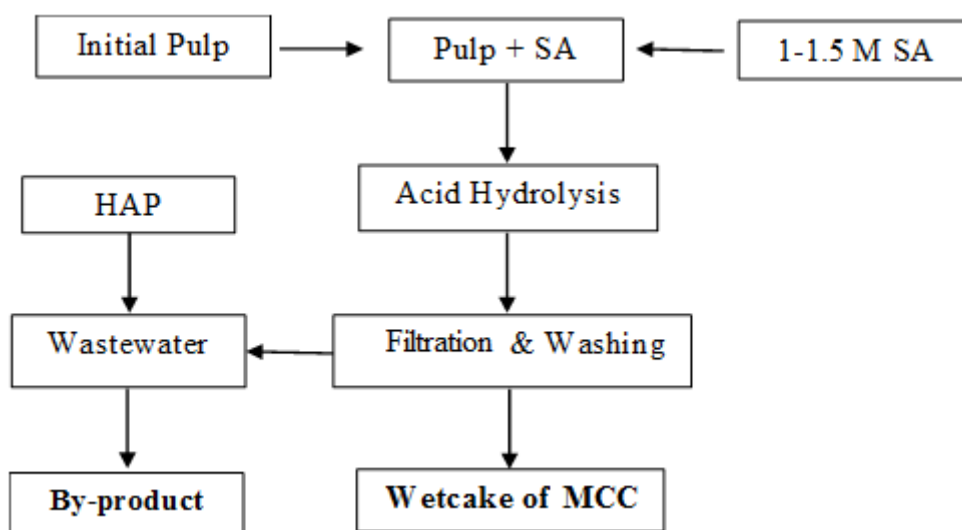 Initial Pulp
Pulp + SA
1-1.5 M SA
HAP
Acid Hydrolysis
Wastewater
Filtration & Washing
By-product
Wetcake of MCC